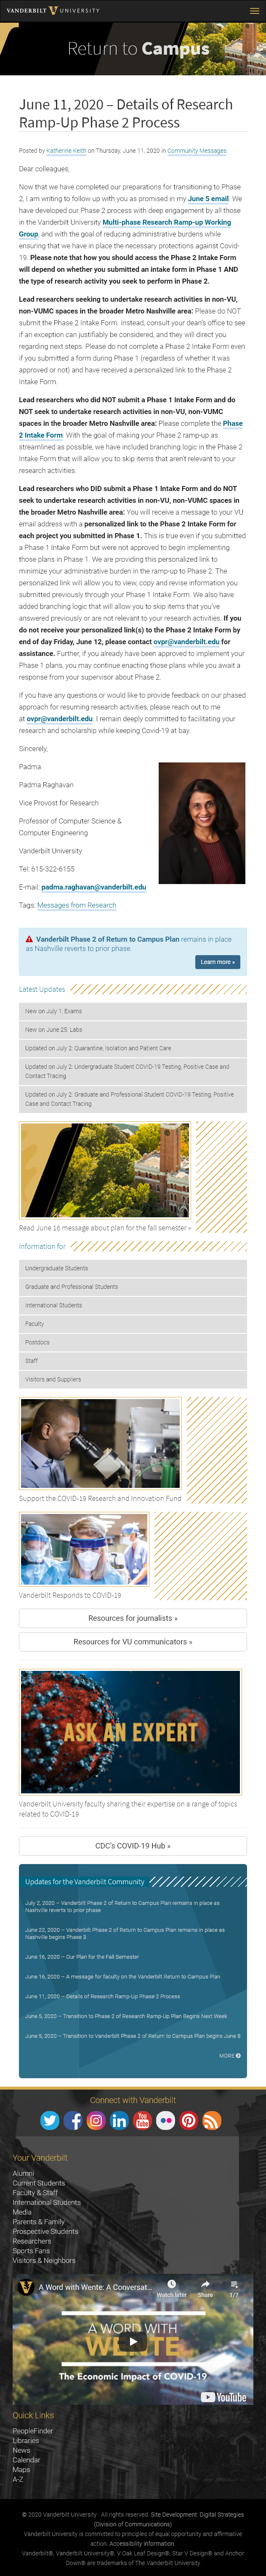 VANDERBILT V UNIVERSITY
Return to Campus
June 11, 2020 – Details of Research
Ramp-Up Phase 2 Process
Posted by Katherine Keith on Thursday, June 11, 2020 in Community Messages.
Dear colleagues,
Now that we have completed our preparations for transitioning to Phase
2, I am writing to follow up with you as promised in my June 5 email. We
have developed our Phase 2 process with deep engagement by all those
on the Vanderbilt University Multi-phase Research Ramp-up Working
Group, and with the goal of reducing administrative burdens while
ensuring that we have in place the necessary protections against Covid-
19. Please note that how you should access the Phase 2 Intake Form
will depend on whether you submitted an intake form in Phase 1 AND
the type of research activity you seek to perform in Phase 2.
Lead researchers seeking to undertake research activities in non-VU,
non-VUMC spaces in the broader Metro Nashville area: Please do NOT
submit the Phase 2 Intake Form. Instead, consult your dean's office to see
if an exception can be explored and they will discuss any relevant details
regarding next steps. Please do not complete a Phase 2 Intake Form even
if you submitted a form during Phase 1 (regardless of whether it was
approved or not) and have received a personalized link to the Phase 2
Intake Form.
Lead researchers who did NOT submit a Phase 1 Intake Form and do
NOT seek to undertake research activities in non-VU, non-VUMC
spaces in the broader Metro Nashville area: Please complete the Phase
2 Intake Form. With the goal of making your Phase 2 ramp-up as
streamlined as possible, we have included branching logic in the Phase 2
Intake Form that will allow you to skip items that aren't relevant to your
research activities.
Lead researchers who DID submit a Phase 1 Intake Form and do NOT
seek to undertake research activities in non-VU, non-VUMC spaces in
the broader Metro Nashville area: You will receive a message to your VU
email address with a personalized link to the Phase 2 Intake Form for
each project you submitted in Phase 1. This is true even if you submitted
a Phase 1 Intake Form but were not approved to begin implementing
those plans in Phase 1. We are providing this personalized link to
minimize your administrative burden in the ramp-up to Phase 2. The
personalized link will allow you to view, copy and revise information you
submitted previously through your Phase 1 Intake Form. We have also
added branching logic that will allow you to skip items that you've
answered previously or are not relevant to your research activities. If you
do not receive your personalized link(s) to the Phase 2 Intake Form by
end of day Friday, June 12, please contact ovpr@vanderbilt.edu for
assistance. Further, if you already have been approved to implement your
Phase 1 plans, you may continue operating at this density while you await
a response from your supervisor about Phase 2.
If you have any questions or would like to provide feedback on our phased
approach for resuming research activities, please reach out to me
at ovpr@vanderbilt.edu. I remain deeply committed to facilitating your
research and scholarship while keeping Covid-19 at bay.
Sincerely,
Padma
Padma Raghavan
Vice Provost for Research
Professor of Computer Science &
Computer Engineering
Vanderbilt University
Tel: 615-322-6155
E-mail: padma.raghavan@vanderbilt.edu
Tags: Messages from Research
Vanderbilt Phase 2 of Return to Campus Plan remains in place
as Nashville reverts to prior phase.
Learn more »
Latest Updates
New on July 1: Exams
New on June 25: Labs
Updated on July 2: Quarantine, Isolation and Patient Care
Updated on July 2: Undergraduate Student COVID-19 Testing, Positive Case and
Contact Tracing
Updated on July 2: Graduate and Professional Student COVID-19 Testing, Positive
Case and Contact Tracing
Read June 16 message about plan for the fall semester »
Information for
Undergraduate Students
Graduate and Professional Students
International Students
Faculty
Postdocs
Staff
Visitors and Suppliers
Support the COVID-19 Research and Innovation Fund
Vanderbilt Responds to COVID-19
Resources for journalists »
Resources for VU communicators »
ASK AN EXPERT
Vanderbilt University faculty sharing their expertise on a range of topics
related to COVID-19
CDC's COVID-19 Hub »
Updates for the Vanderbilt Community
July 2, 2020 – Vanderbilt Phase 2 of Return to Campus Plan remains in place as
Nashville reverts to prior phase
June 22, 2020 – Vanderbilt Phase 2 of Return to Campus Plan remains in place as
Nashville begins Phase 3
June 16, 2020 – Our Plan for the Fall Semester
June 16, 2020 – A message for faculty on the Vanderbilt Return to Campus Plan
June 11, 2020 – Details of Research Ramp-Up Phase 2 Process
June 5, 2020 – Transition to Phase 2 of Research Ramp-Up Plan Begins Next Week
June 5, 2020 – Transition to Vanderbilt Phase 2 of Return to Campus Plan begins June 8
MORE
Connect with Vanderbilt
You Tube
Your Vanderbilt
Alumni
Current Students
Faculty & Staff
International Students
Media
Parents & Family
Prospective Students
Researchers
Sports Fans
Visitors & Neighbors
A Word with Wente: A Conversat...
Watch later
Share
1/7
A WORD WITH
WENTE
The Economic Impact of COVID-19
YouTube
Quick Links
PeopleFinder
Libraries
News
Calendar
Maps
A-Z
© 2020 Vanderbilt University · All rights reserved. Site Development: Digital Strategies
(Division of Communications)
Vanderbilt University is committed to principles of equal opportunity and affirmative
action. Accessibility information.
Vanderbilt®, Vanderbilt University®, V Oak Leaf Design®, Star V Design® and Anchor
Down® are trademarks of The Vanderbilt University